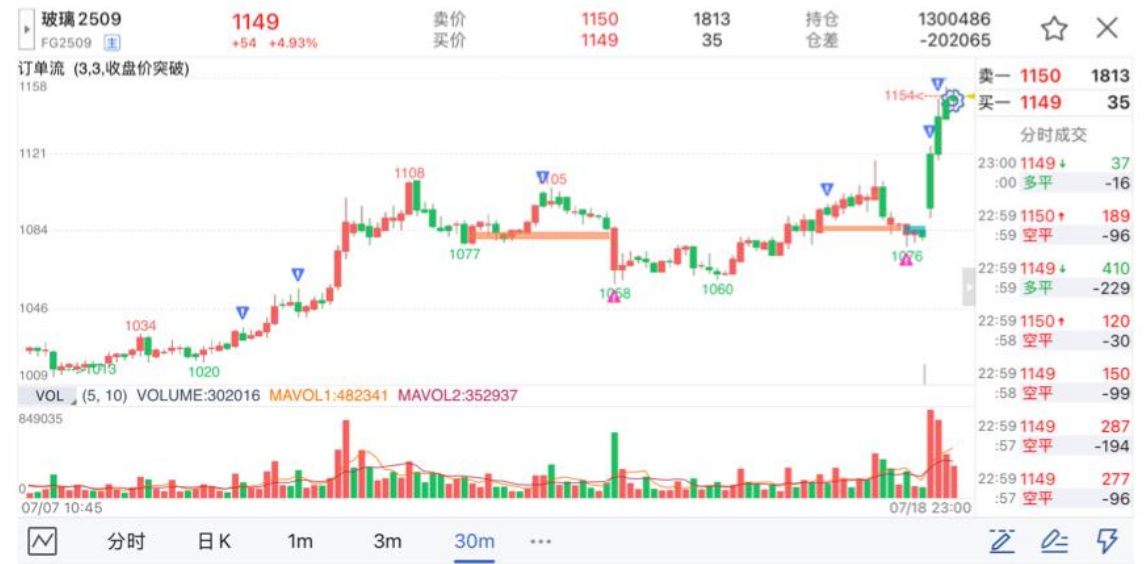 玻璃2509 1149 卖价 1150 1813 持仓 1300486
FG2509 主 +54 +4.93% 买价 1149 35 仓差 -202065
订单流 (3,3,收盘价突破)
1158
1154<--
1121
1108
1105
1084
1077
1076
1058
1060
1046
1034
>1013
1020
1009
VOL (5, 10) VOLUME:302016 MAVOL1:482341 MAVOL2:352937
849035
0
07/07 10:45 07/18 23:00
卖一 1150 1813
买一 1149 35
分时成交
23:00 1149↓ 37
:00 多平 -16
22:59 1150↑ 189
:59 空平 -96
22:59 1149↓ 410
:59 多平 -229
22:59 1150↑ 120
:58 空平 -30
22:59 1149 150
:58 空平 -99
22:59 1149 287
:57 空平 -194
22:59 1149 277
:57 空平 -96
分时 日K 1m 3m 30m •••